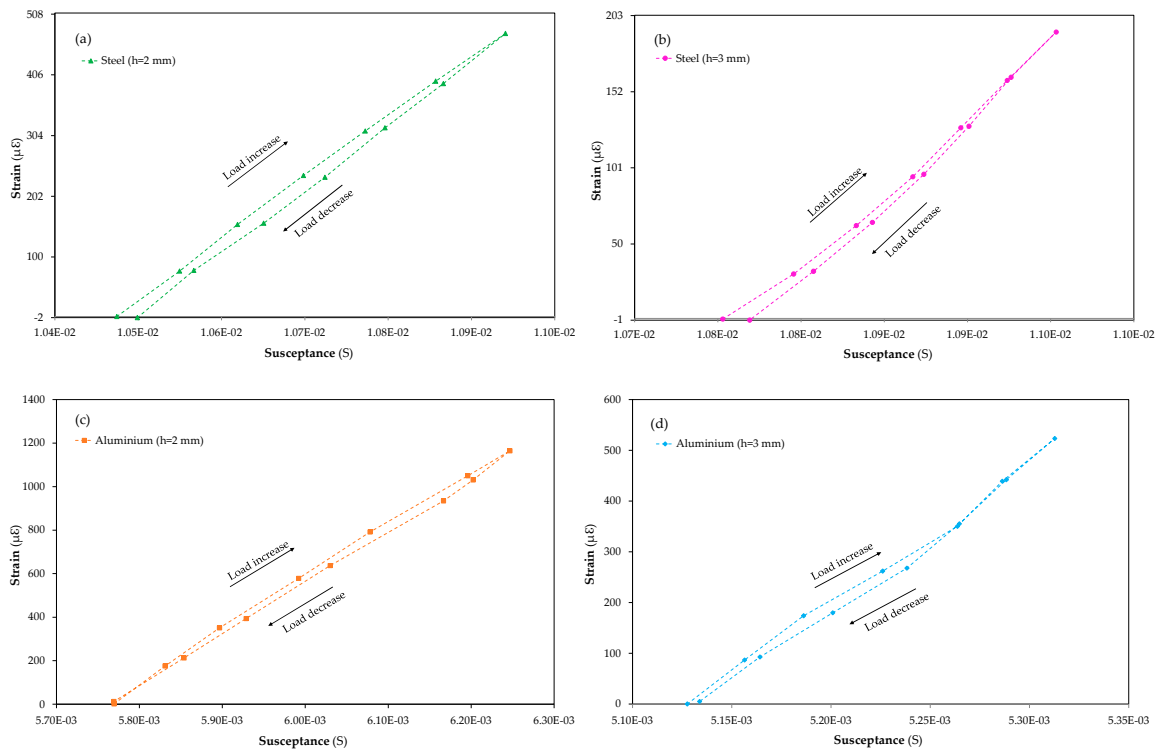 (a)
Steel (h=2 mm)
508
406
304
202
100
-2
Strain (με)
Load increase
Load decrease
1.04E-02
1.05E-02
1.06E-02
1.07E-02
1.08E-02
1.09E-02
1.10E-02
Susceptance (S)
(b)
Steel (h=3 mm)
203
152
101
50
-1
Strain (με)
Load increase
Load decrease
1.07E-02
1.08E-02
1.08E-02
1.09E-02
1.09E-02
1.10E-02
1.10E-02
Susceptance (S)
(c)
Aluminium (h=2 mm)
1400
1200
1000
800
600
400
200
0
Strain (με)
Load increase
Load decrease
5.70E-03
5.80E-03
5.90E-03
6.00E-03
6.10E-03
6.20E-03
6.30E-03
Susceptance (S)
(d)
Aluminium (h=3 mm)
600
500
400
300
200
100
0
Strain (με)
Load increase
Load decrease
5.10E-03
5.15E-03
5.20E-03
5.25E-03
5.30E-03
5.35E-03
Susceptance (S)